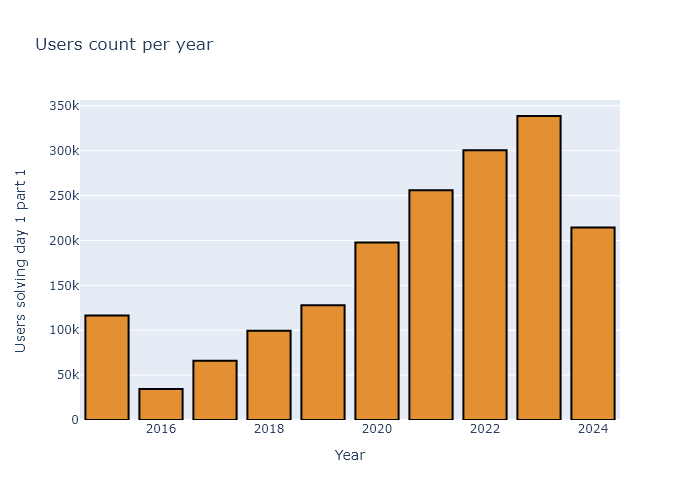 Users count per year
350k
300k
250k
200k
150k
100k
50k
0
Users solving day 1 part 1
2016
2018
2020
2022
2024
Year